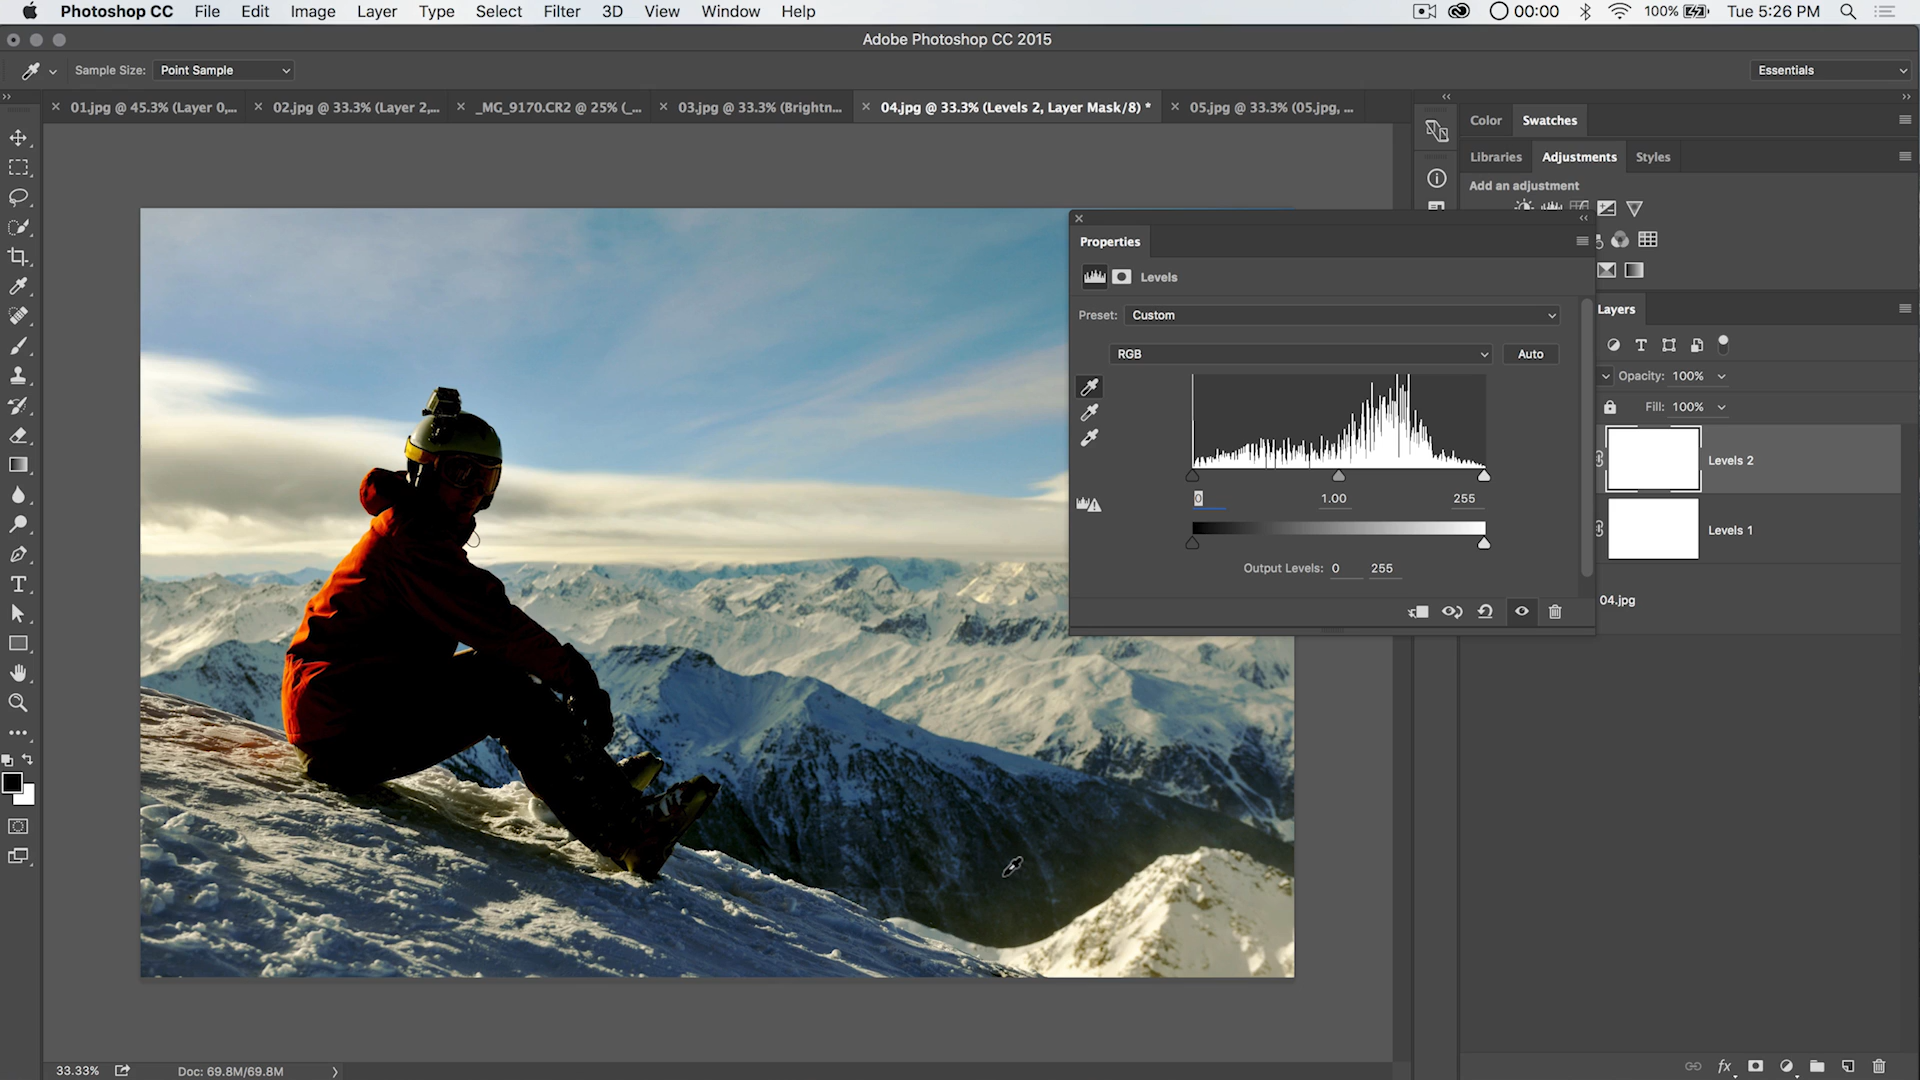 Photoshop CC File Edit Image Layer Type Select Filter 3D View Window Help 00:00 100% Tue 5:26 PM
Adobe Photoshop CC 2015
Sample Size: Point Sample Essentials
01.jpg @ 45.3% (Layer 0,... 02.jpg @ 33.3% (Layer 2,... _MG_9170.CR2 @ 25% (_... 03.jpg @ 33.3% (Brightn... 04.jpg @ 33.3% (Levels 2, Layer Mask/8) * 05.jpg @ 33.3% (05.jpg, ...
Color Swatches
Libraries Adjustments Styles
Add an adjustment
Properties
Levels
Preset: Custom
RGB Auto
0 1.00 255
Output Levels: 0 255
Layers
Opacity: 100%
Fill: 100%
Levels 2
Levels 1
04.jpg
33.33% Doc: 69.8M/69.8M
fx